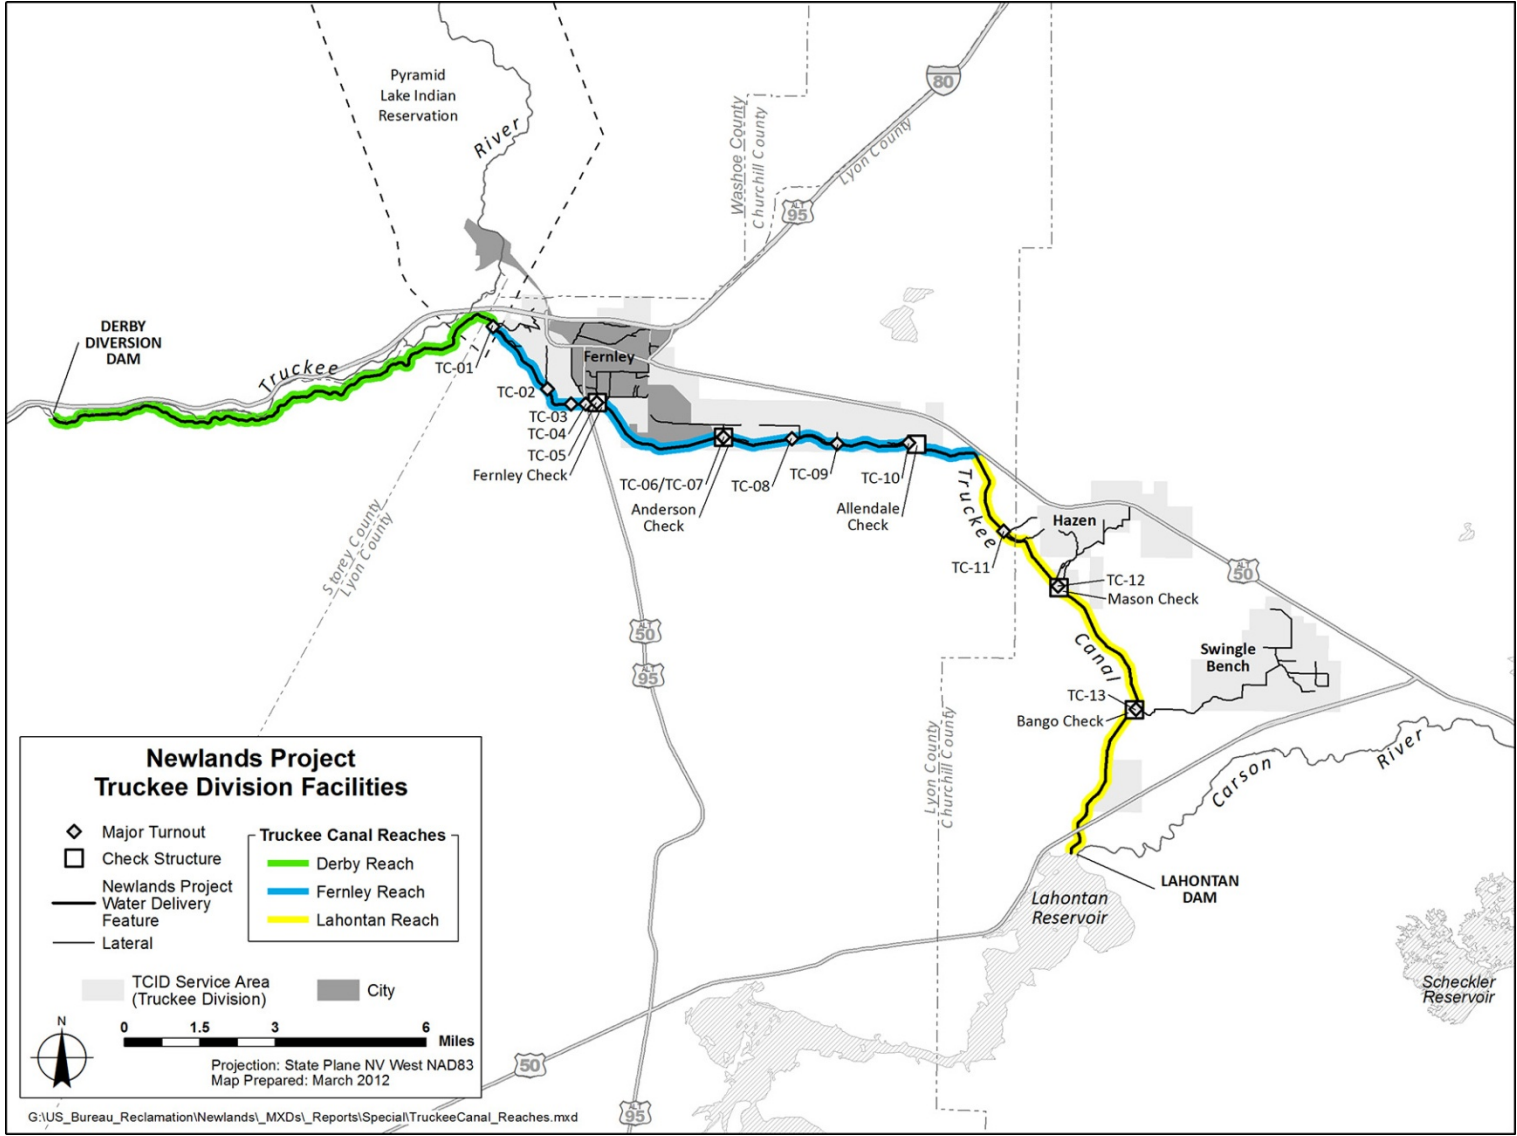 Pyramid
Lake Indian
Reservation
River
80
Washoe County
Churchill County
Lyon County
ALT
95
DERBY
DIVERSION
DAM
Truckee
TC-01
Fernley
TC-02
TC-03
TC-04
TC-05
Fernley Check
TC-06/TC-07
Anderson
Check
TC-08
TC-09
TC-10
Allendale
Check
Truckee
Canal
Hazen
TC-11
TC-12
Mason Check
ALT
50
Storey County
Lyon County
ALT
50
ALT
95
Swingle
Bench
TC-13
Bango Check
Lyon County
Churchill County
Carson
River
LAHONTAN
DAM
Lahontan
Reservoir
Scheckler
Reservoir
50
ALT
95
Newlands Project
Truckee Division Facilities
Major Turnout
Check Structure
Newlands Project
Water Delivery
Feature
Lateral
Truckee Canal Reaches
Derby Reach
Fernley Reach
Lahontan Reach
TCID Service Area
(Truckee Division)
City
N
0 1.5 3 6
Miles
Projection: State Plane NV West NAD83
Map Prepared: March 2012
G:\US_Bureau_Reclamation\Newlands\_MXDs\_Reports\Special\TruckeeCanal_Reaches.mxd